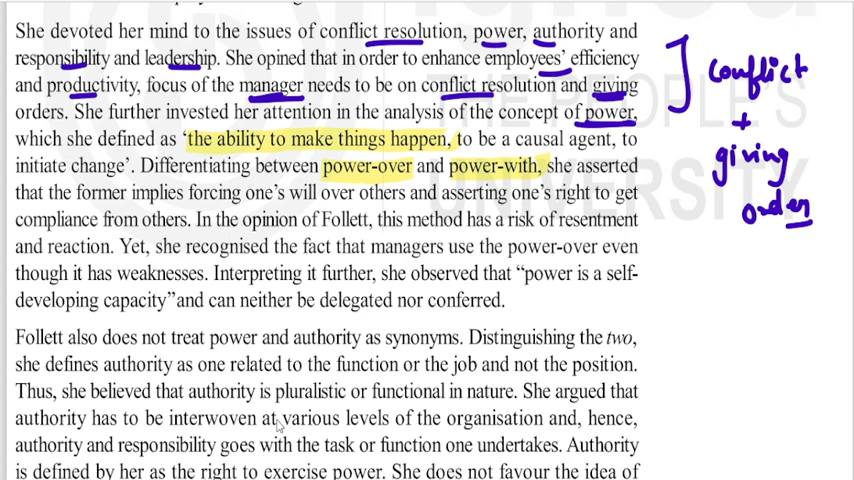 She devoted her mind to the issues of conflict resolution, power, authority and
responsibility and leadership. She opined that in order to enhance employees' efficiency
and productivity, focus of the manager needs to be on conflict resolution and giving
orders. She further invested her attention in the analysis of the concept of power,
which she defined as 'the ability to make things happen, to be a causal agent, to
initiate change'. Differentiating between power-over and power-with, she asserted
that the former implies forcing one's will over others and asserting one's right to get
compliance from others. In the opinion of Follett, this method has a risk of resentment
and reaction. Yet, she recognised the fact that managers use the power-over even
though it has weaknesses. Interpreting it further, she observed that “power is a self-
developing capacity”and can neither be delegated nor conferred.
Follett also does not treat power and authority as synonyms. Distinguishing the two,
she defines authority as one related to the function or the job and not the position.
Thus, she believed that authority is pluralistic or functional in nature. She argued that
authority has to be interwoven at various levels of the organisation and, hence,
authority and responsibility goes with the task or function one undertakes. Authority
is defined by her as the right to exercise power. She does not favour the idea of
conflict
+
giving
order
THE PEOPLE'S
UNIVERSITY